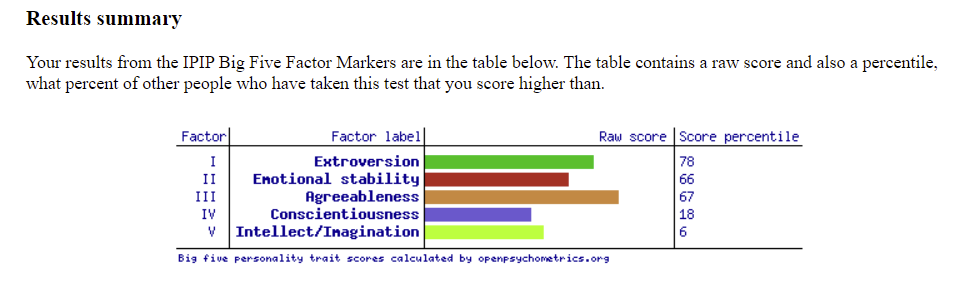 Results summary
Your results from the IPIP Big Five Factor Markers are in the table below. The table contains a raw score and also a percentile,
what percent of other people who have taken this test that you score higher than.
Factor Factor label Raw score Score percentile
I Extroversion 78
II Emotional stability 66
III Agreeableness 67
IV Conscientiousness 18
V Intellect/Imagination 6
Big five personality trait scores calculated by openpsychometrics.org